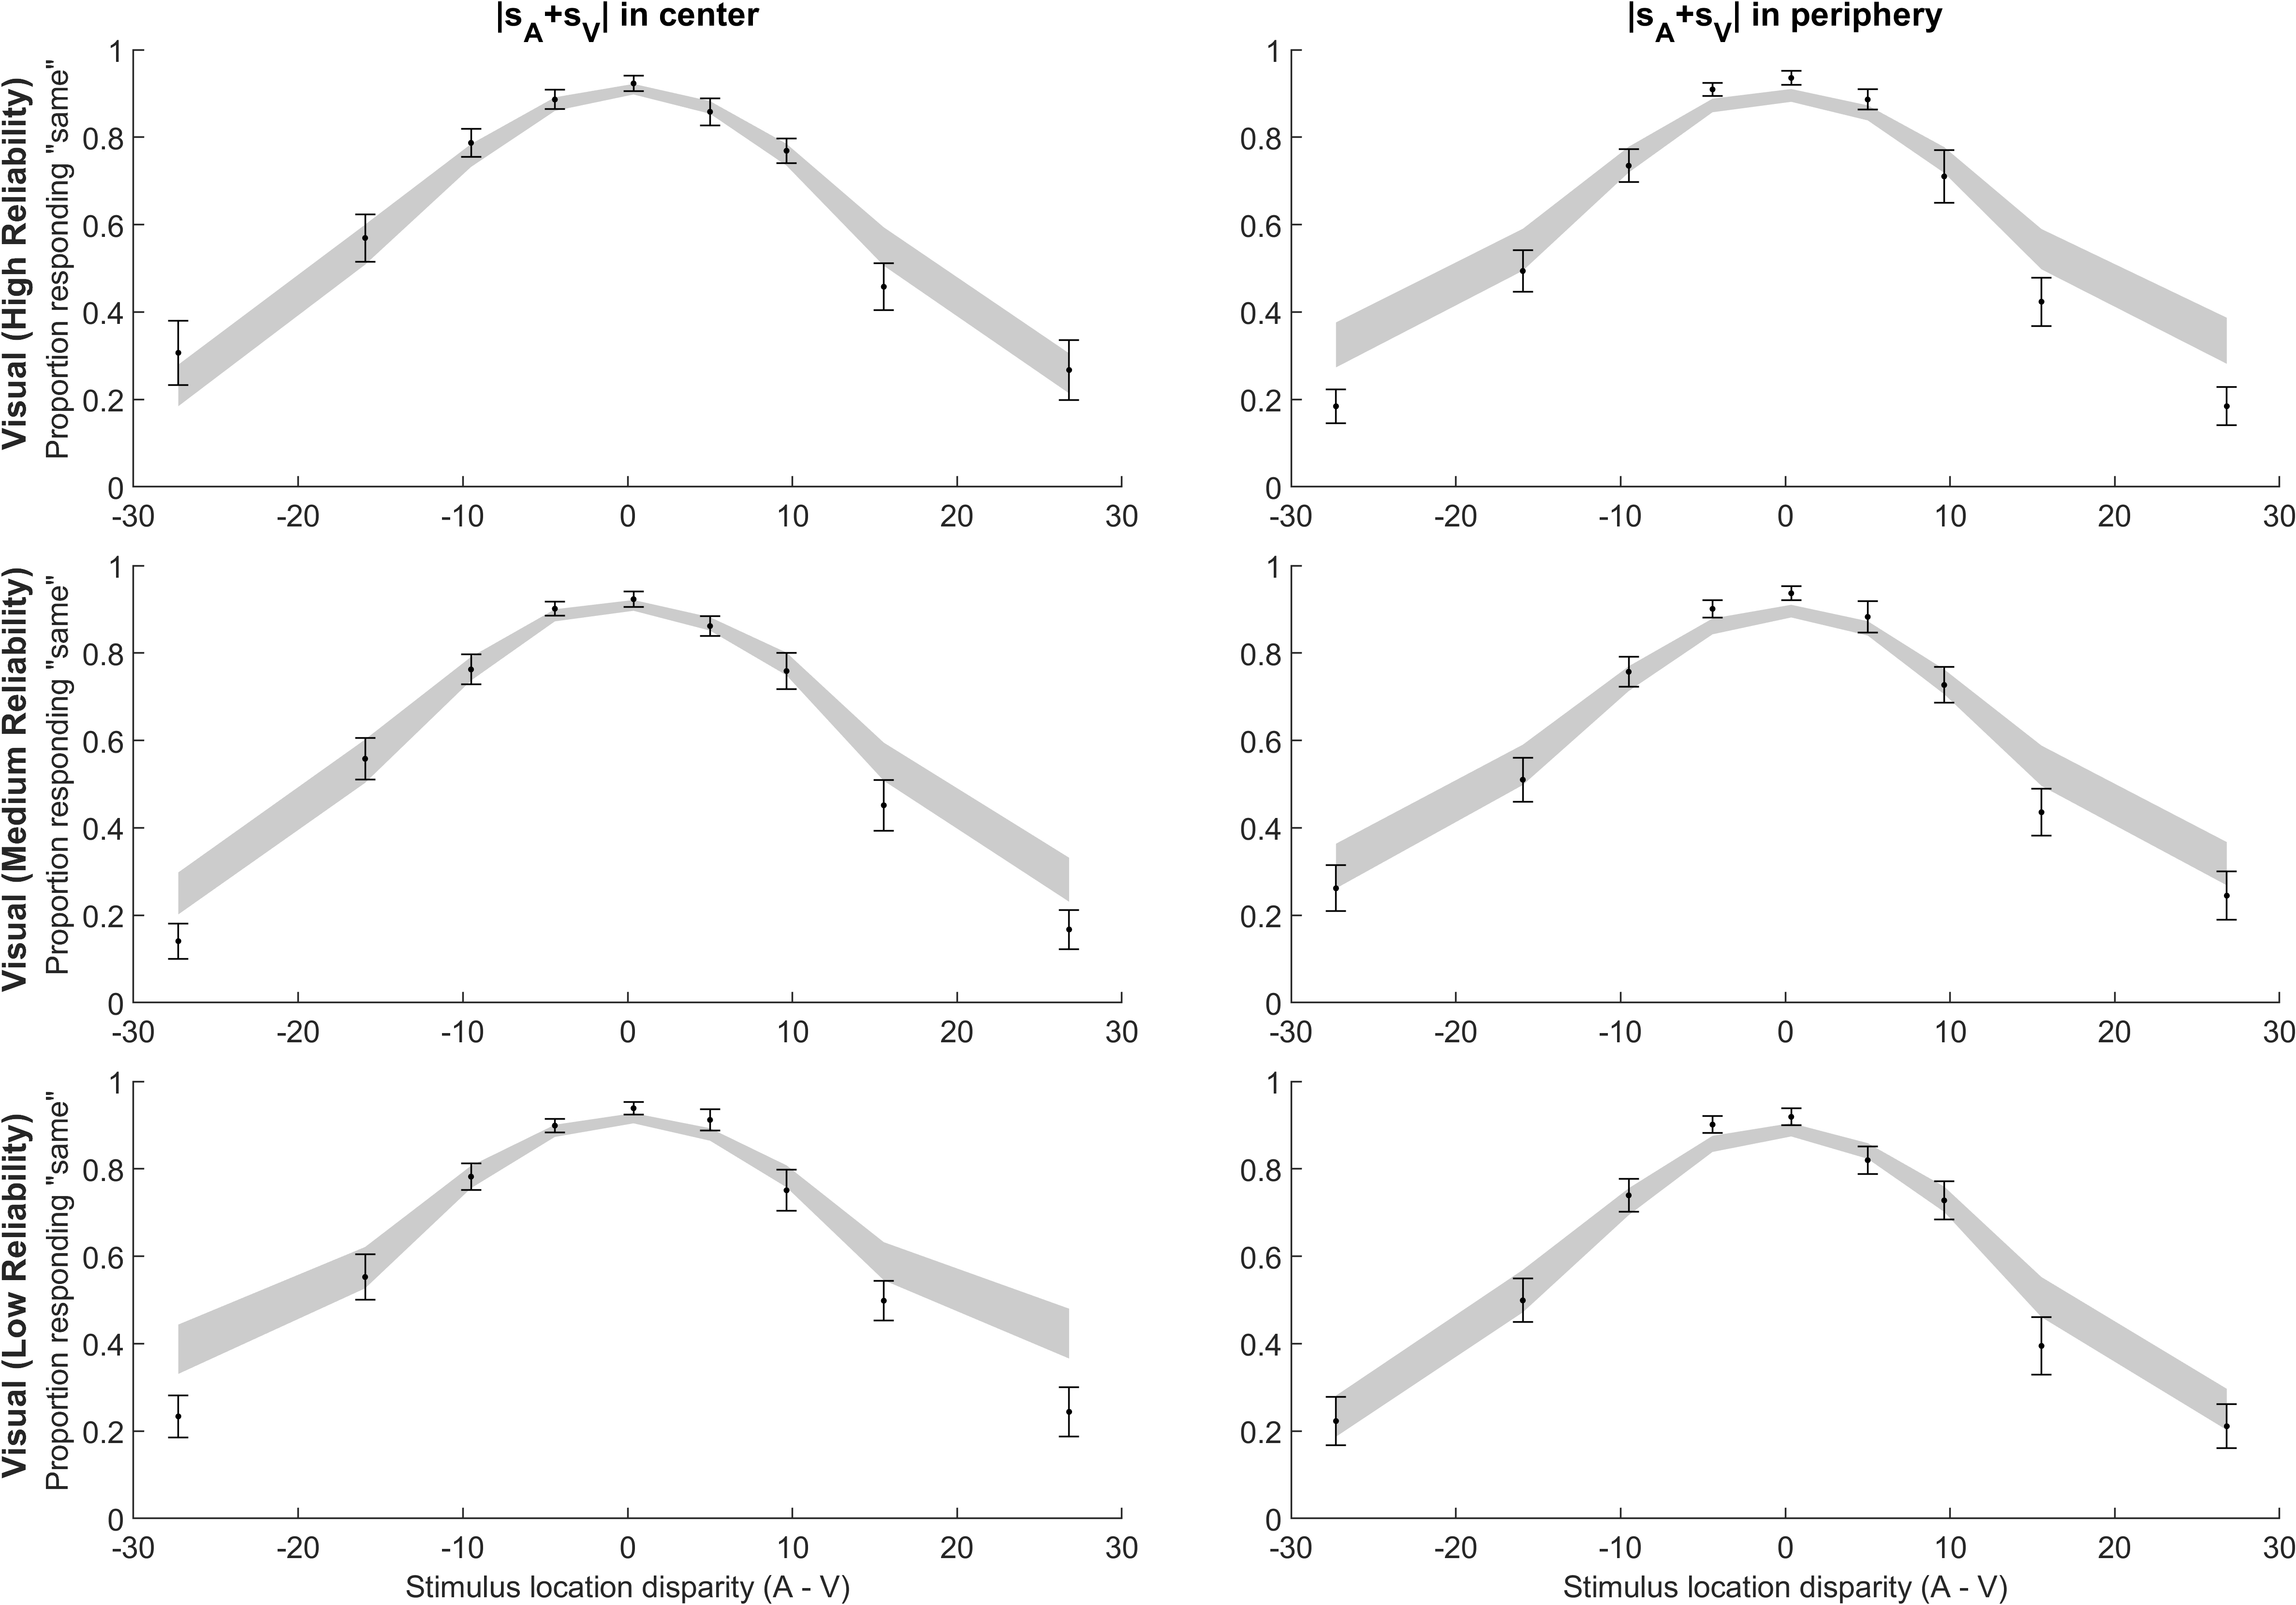 |sA+sV| in center
|sA+sV| in periphery
Visual (High Reliability)
Proportion responding "same"
1
0.8
0.6
0.4
0.2
0
-30 -20 -10 0 10 20 30
1
0.8
0.6
0.4
0.2
0
-30 -20 -10 0 10 20 30
Visual (Medium Reliability)
Proportion responding "same"
1
0.8
0.6
0.4
0.2
0
-30 -20 -10 0 10 20 30
1
0.8
0.6
0.4
0.2
0
-30 -20 -10 0 10 20 30
Visual (Low Reliability)
Proportion responding "same"
1
0.8
0.6
0.4
0.2
0
-30 -20 -10 0 10 20 30
Stimulus location disparity (A - V)
1
0.8
0.6
0.4
0.2
0
-30 -20 -10 0 10 20 30
Stimulus location disparity (A - V)